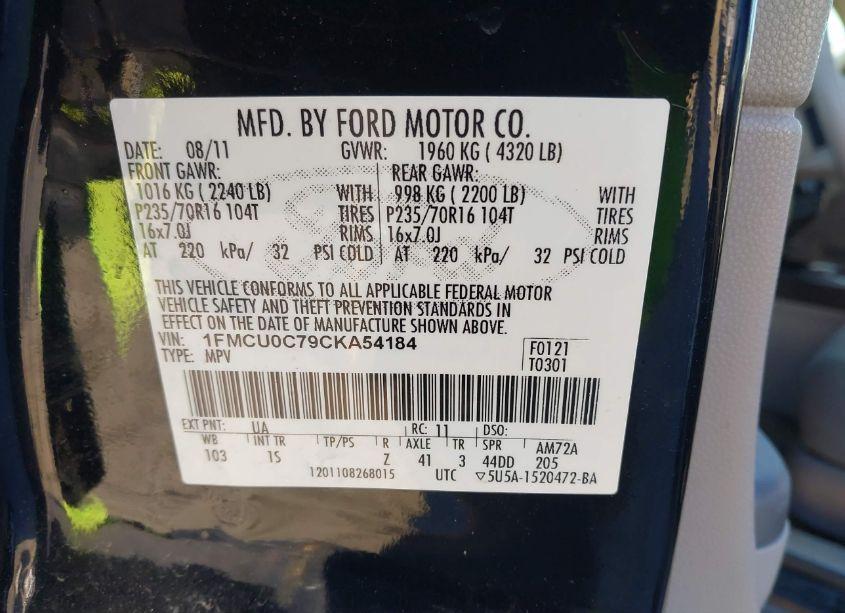 MFD. BY FORD MOTOR CO.
DATE: 08/11 GVWR: 1960 KG ( 4320 LB)
FRONT GAWR: REAR GAWR:
1016 KG ( 2240 LB) WITH 998 KG ( 2200 LB) WITH
P235/70R16 104T TIRES P235/70R16 104T TIRES
16x7.0J RIMS 16x7.0J RIMS
AT 220 kPa/ 32 PSI COLD AT 220 kPa/ 32 PSI COLD
THIS VEHICLE CONFORMS TO ALL APPLICABLE FEDERAL MOTOR
VEHICLE SAFETY AND THEFT PREVENTION STANDARDS IN
EFFECT ON THE DATE OF MANUFACTURE SHOWN ABOVE.
VIN: 1FMCU0C79CKA54184 F0121
TYPE: MPV T0301
EXT PNT: UA RC: 11 DSO:
WB INT TR TP/PS R AXLE TR SPR AM72A
103 1S Z 41 3 44DD 205
1201108268015 UTC ▽5U5A-1520472-BA